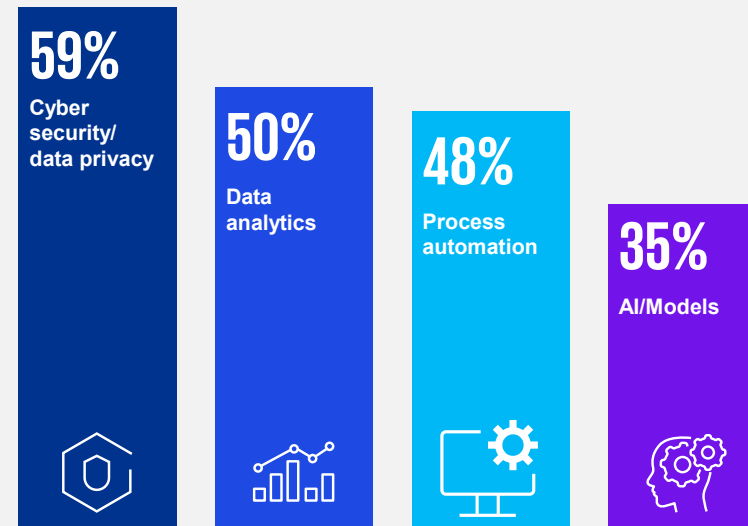 59%
Cyber
security/
data privacy
50%
Data
analytics
48%
Process
automation
35%
AI/Models